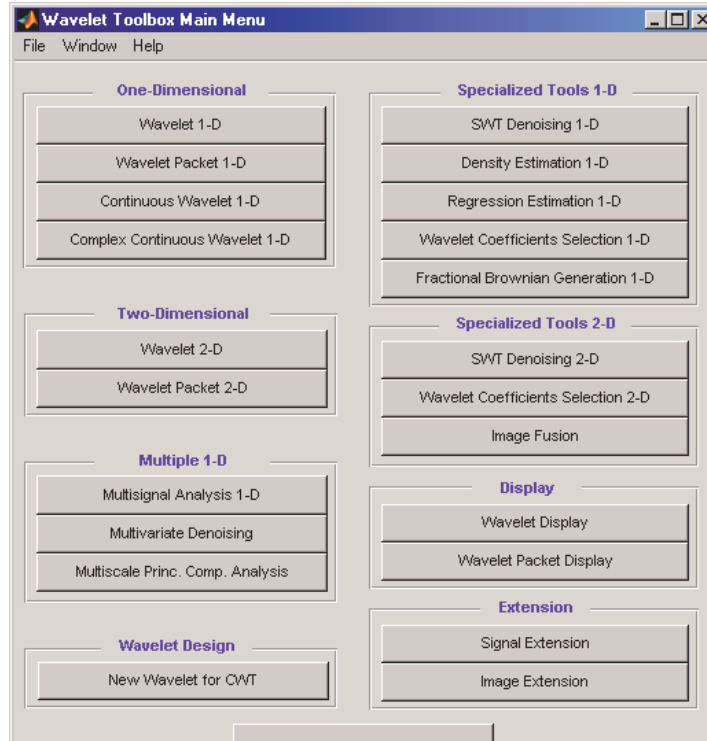 Wavelet Toolbox Main Menu
File Window Help
One-Dimensional
Wavelet 1-D
Wavelet Packet 1-D
Continuous Wavelet 1-D
Complex Continuous Wavelet 1-D
Two-Dimensional
Wavelet 2-D
Wavelet Packet 2-D
Multiple 1-D
Multisignal Analysis 1-D
Multivariate Denoising
Multiscale Princ. Comp. Analysis
Wavelet Design
New Wavelet for CWT
Specialized Tools 1-D
SWT Denoising 1-D
Density Estimation 1-D
Regression Estimation 1-D
Wavelet Coefficients Selection 1-D
Fractional Brownian Generation 1-D
Specialized Tools 2-D
SWT Denoising 2-D
Wavelet Coefficients Selection 2-D
Image Fusion
Display
Wavelet Display
Wavelet Packet Display
Extension
Signal Extension
Image Extension